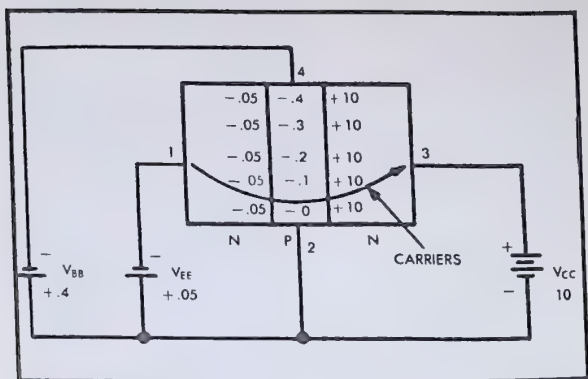 4
- .05 - .4 + 10
- .05 - .3 + 10
- .05 - .2 + 10
1 3
- 05 - .1 + 10
- .05 - 0 + 10
N P 2 N
CARRIERS
- - +
VBB VEE VCC
+ .4 + .05 - 10